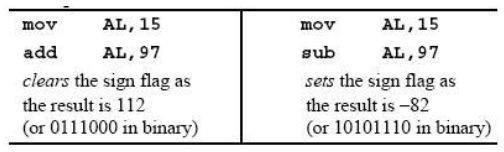 mov AL,15
add AL,97
clears the sign flag as
the result is 112
(or 0111000 in binary)
mov AL,15
sub AL,97
sets the sign flag as
the result is –82
(or 10101110 in binary)